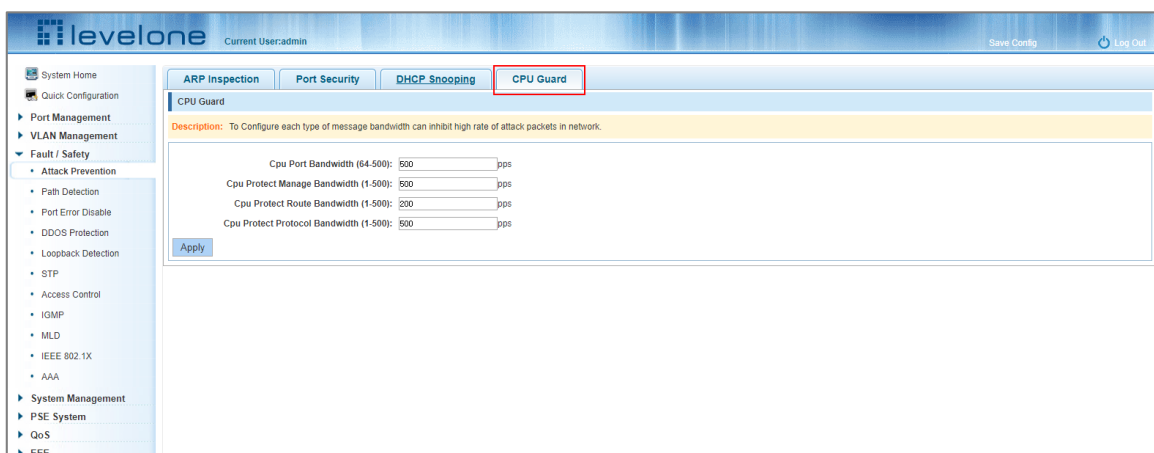 levelone Current User:admin Save Config Log Out
System Home
Quick Configuration
Port Management
VLAN Management
Fault / Safety
Attack Prevention
Path Detection
Port Error Disable
DDOS Protection
Loopback Detection
STP
Access Control
IGMP
MLD
IEEE 802.1X
AAA
System Management
PSE System
QoS
EEE
ARP Inspection Port Security DHCP Snooping CPU Guard
CPU Guard
Description: To Configure each type of message bandwidth can inhibit high rate of attack packets in network.
Cpu Port Bandwidth (64-500): 500 pps
Cpu Protect Manage Bandwidth (1-500): 500 pps
Cpu Protect Route Bandwidth (1-500): 200 pps
Cpu Protect Protocol Bandwidth (1-500): 500 pps
Apply